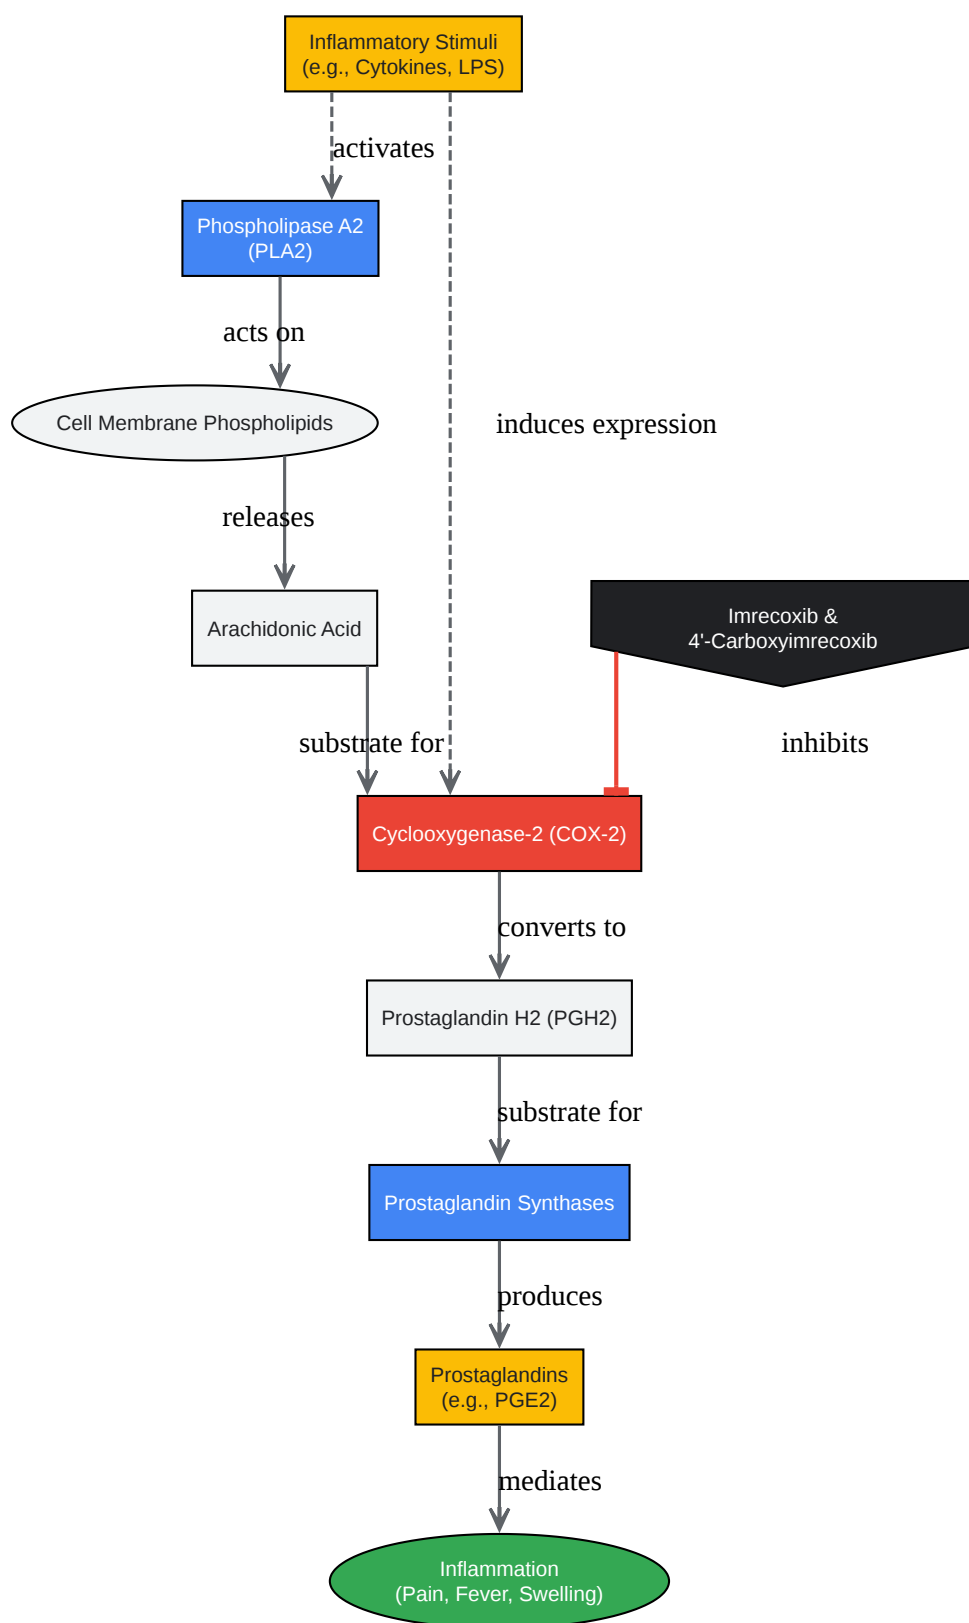 Inflammatory Stimuli
(e.g., Cytokines, LPS)
activates
Phospholipase A2
(PLA2)
acts on
Cell Membrane Phospholipids
induces expression
releases
Arachidonic Acid
Imrecoxib &
4'-Carboxyimrecoxib
substrate for
inhibits
Cyclooxygenase-2 (COX-2)
converts to
Prostaglandin H2 (PGH2)
substrate for
Prostaglandin Synthases
produces
Prostaglandins
(e.g., PGE2)
mediates
Inflammation
(Pain, Fever, Swelling)